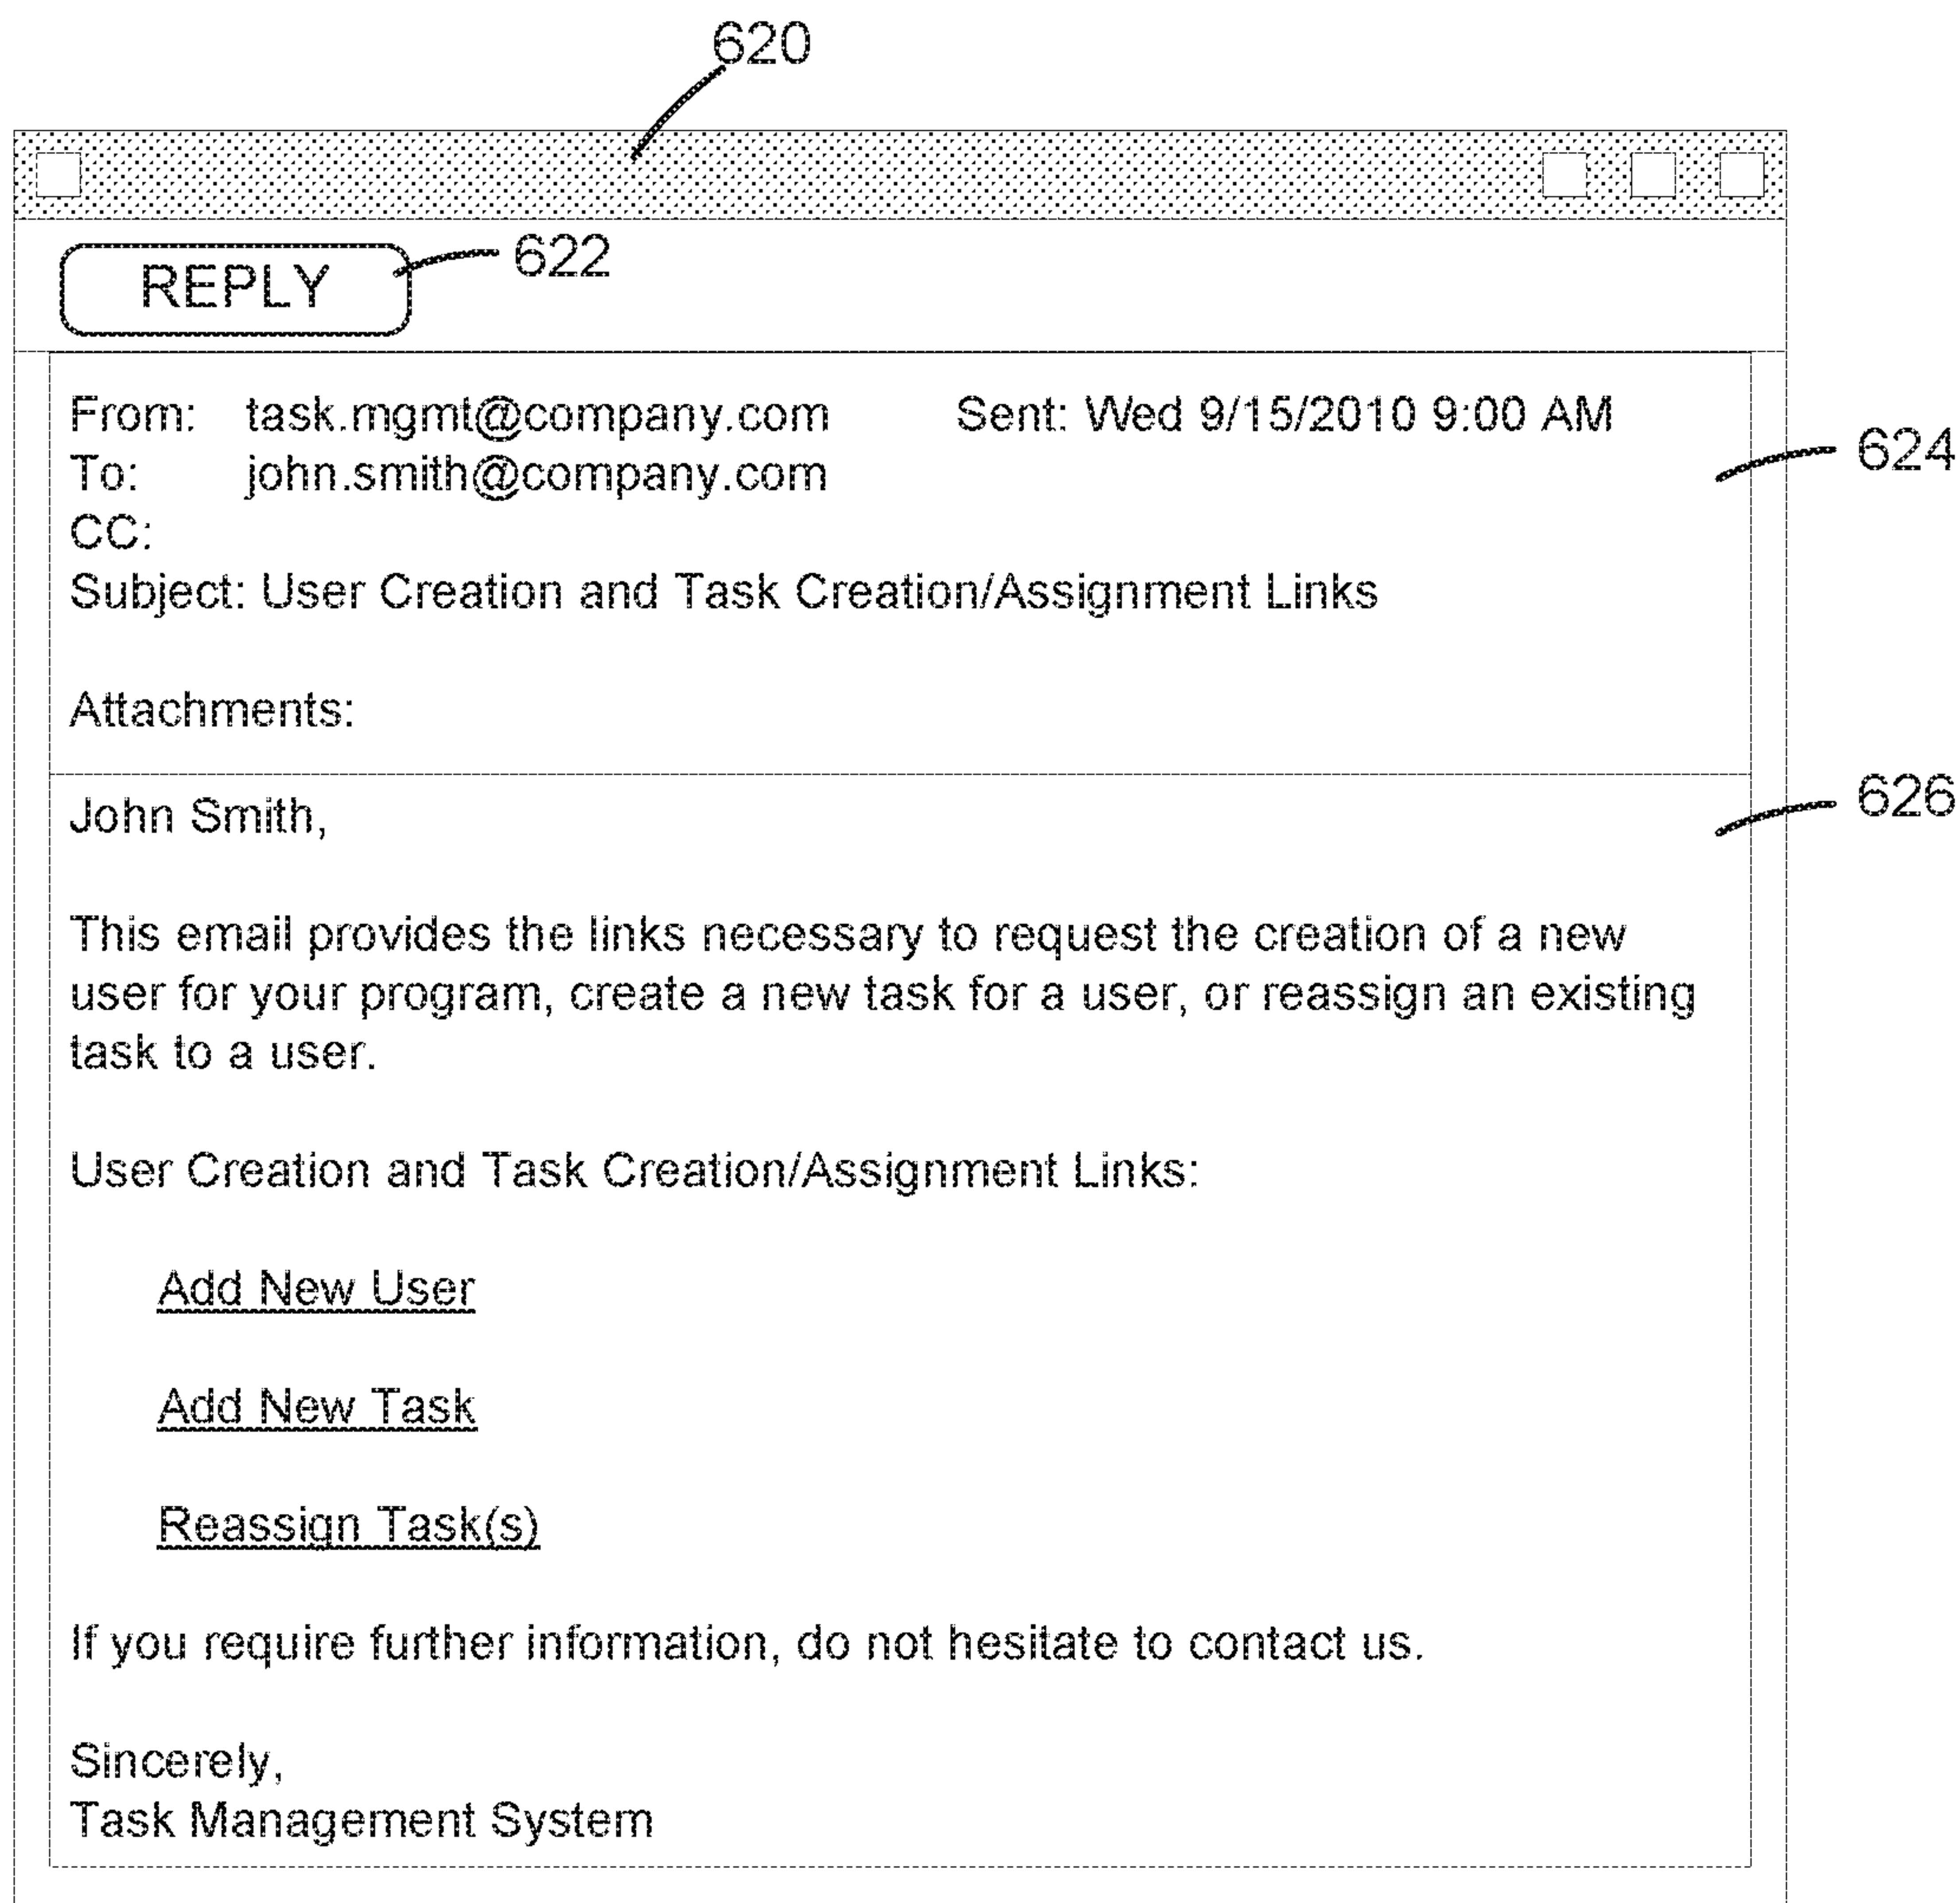 620
REPLY 622
From: task.mgmt@company.com Sent: Wed 9/15/2010 9:00 AM
624
To: john.smith@company.com
CC:
Subject: User Creation and Task Creation/Assignment Links
Attachments:
626
John Smith,
This email provides the links necessary to request the creation of a new
user for your program, create a new task for a user, or reassign an existing
task to a user.
User Creation and Task Creation/Assignment Links:
Add New User
Add New Task
Reassign Task(s)
If you require further information, do not hesitate to contact us.
Sincerely,
Task Management System